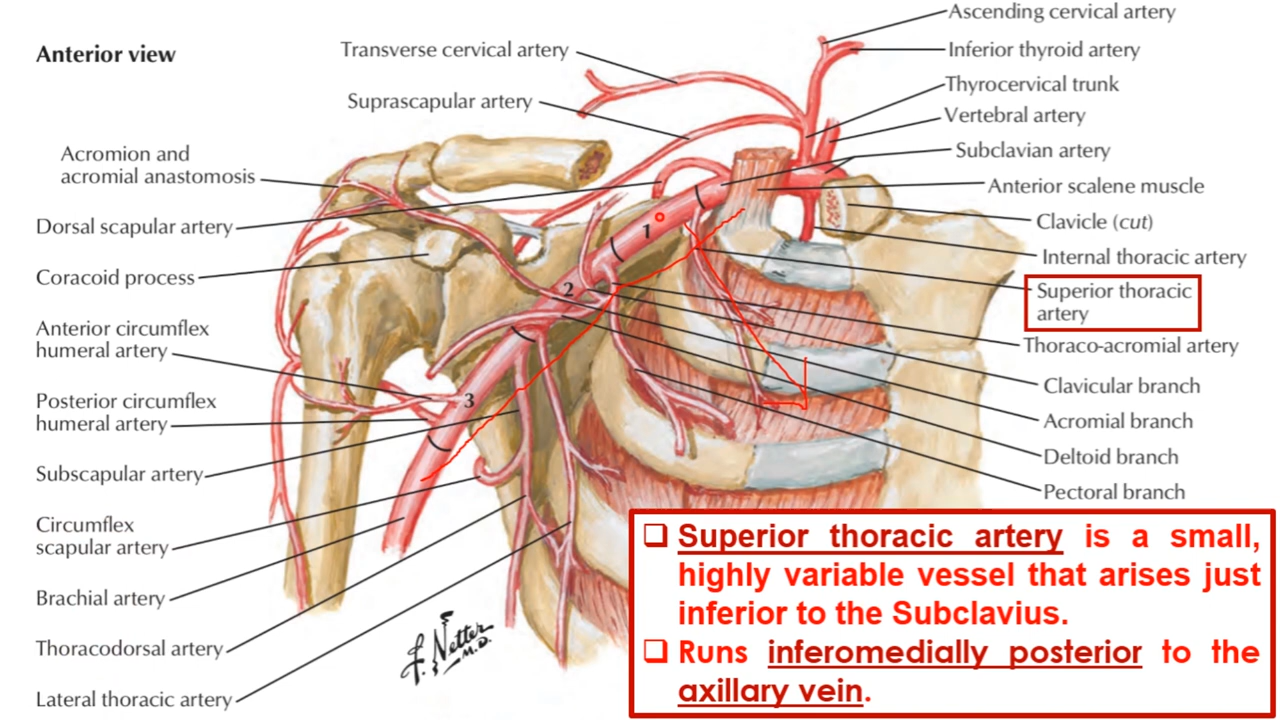 Anterior view
Transverse cervical artery
Suprascapular artery
Acromion and
acromial anastomosis
Dorsal scapular artery
Coracoid process
Anterior circumflex
humeral artery
Posterior circumflex
humeral artery
Subscapular artery
Circumflex
scapular artery
Brachial artery
Thoracodorsal artery
Lateral thoracic artery
1
2
3
Ascending cervical artery
Inferior thyroid artery
Thyrocervical trunk
Vertebral artery
Subclavian artery
Anterior scalene muscle
Clavicle (cut)
Internal thoracic artery
Superior thoracic
artery
Thoraco-acromial artery
Clavicular branch
Acromial branch
Deltoid branch
Pectoral branch
F. Netter
M.D.
Superior thoracic artery is a small,
highly variable vessel that arises just
inferior to the Subclavius.
Runs inferomedially posterior to the
axillary vein.